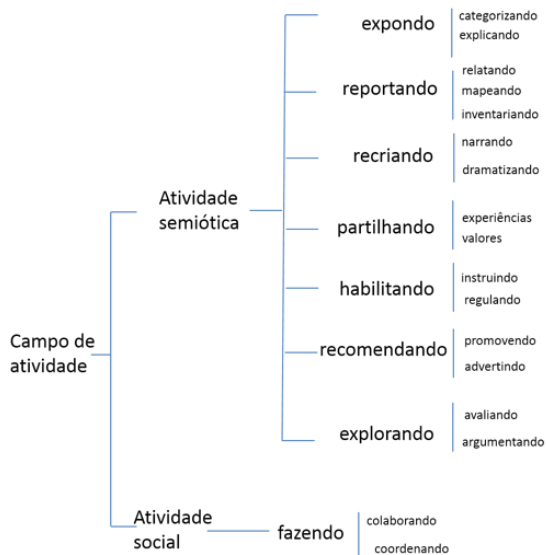 expondo
categorizando
explicando
reportando
relatando
mapeando
inventariando
recriando
narrando
dramatizando
Atividade
semiótica
partilhando
experiências
valores
habilitando
instruindo
regulando
Campo de
atividade
recomendando
promovendo
advertindo
explorando
avaliando
argumentando
Atividade
social
fazendo
colaborando
coordenando